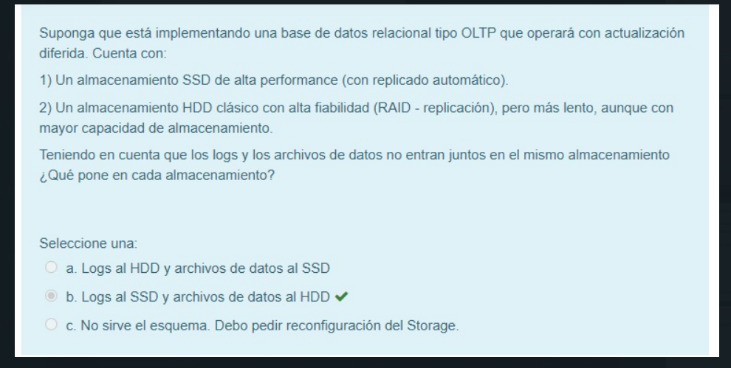 Suponga que está implementando una base de datos relacional tipo OLTP que operará con actualización
diferida. Cuenta con:
1) Un almacenamiento SSD de alta performance (con replicado automático).
2) Un almacenamiento HDD clásico con alta fiabilidad (RAID - replicación), pero más lento, aunque con
mayor capacidad de almacenamiento.
Teniendo en cuenta que los logs y los archivos de datos no entran juntos en el mismo almacenamiento
¿Qué pone en cada almacenamiento?
Seleccione una:
a. Logs al HDD y archivos de datos al SSD
b. Logs al SSD y archivos de datos al HDD
c. No sirve el esquema. Debo pedir reconfiguración del Storage.